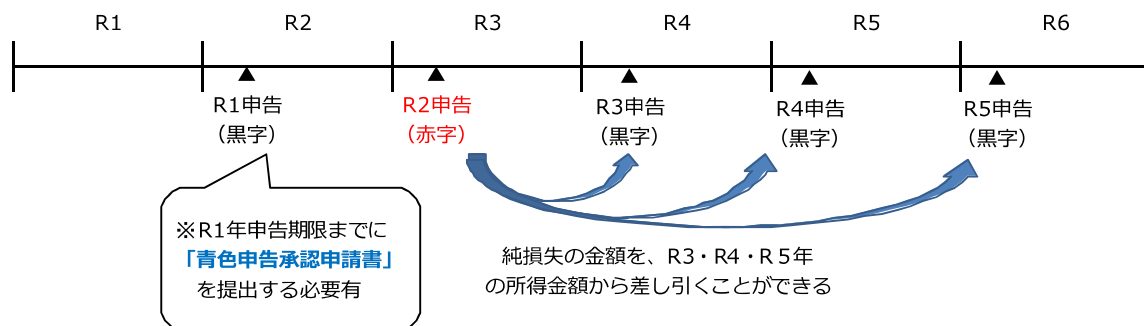 R1
R2
R3
R4
R5
R6
R1申告
（黒字）
R2申告
（赤字）
R3申告
（黒字）
R4申告
（黒字）
R5申告
（黒字）
※R1年申告期限までに
「青色申告承認申請書」
を提出する必要有
純損失の金額を、R3・R4・R５年
の所得金額から差し引くことができる